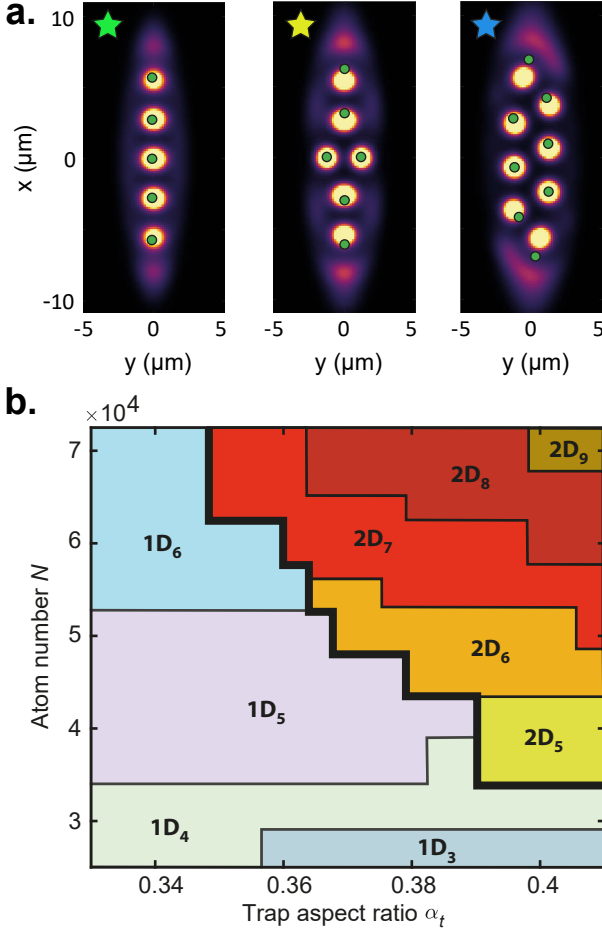 a.
10
0
-10
x (µm)
-5 0 5
-5 0 5
-5 0 5
y (µm)
y (µm)
y (µm)
b.
×10⁴
7
6
5
4
3
Atom number N
1D₆
2D₇
2D₈
2D₉
1D₅
2D₆
2D₅
1D₄
1D₃
0.34 0.36 0.38 0.4
Trap aspect ratio αₜ